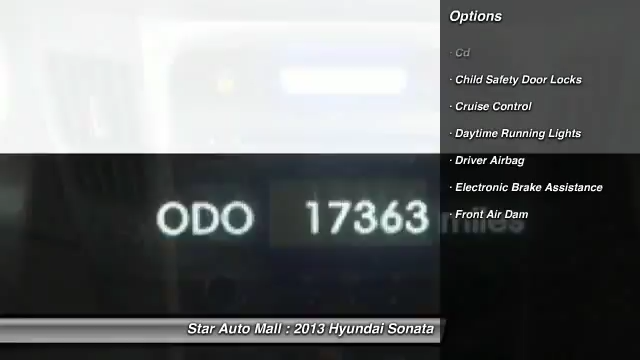 Options
· Cd
· Child Safety Door Locks
· Cruise Control
· Daytime Running Lights
· Driver Airbag
· Electronic Brake Assistance
· Front Air Dam
ODO 17363 miles
Star Auto Mall : 2013 Hyundai Sonata